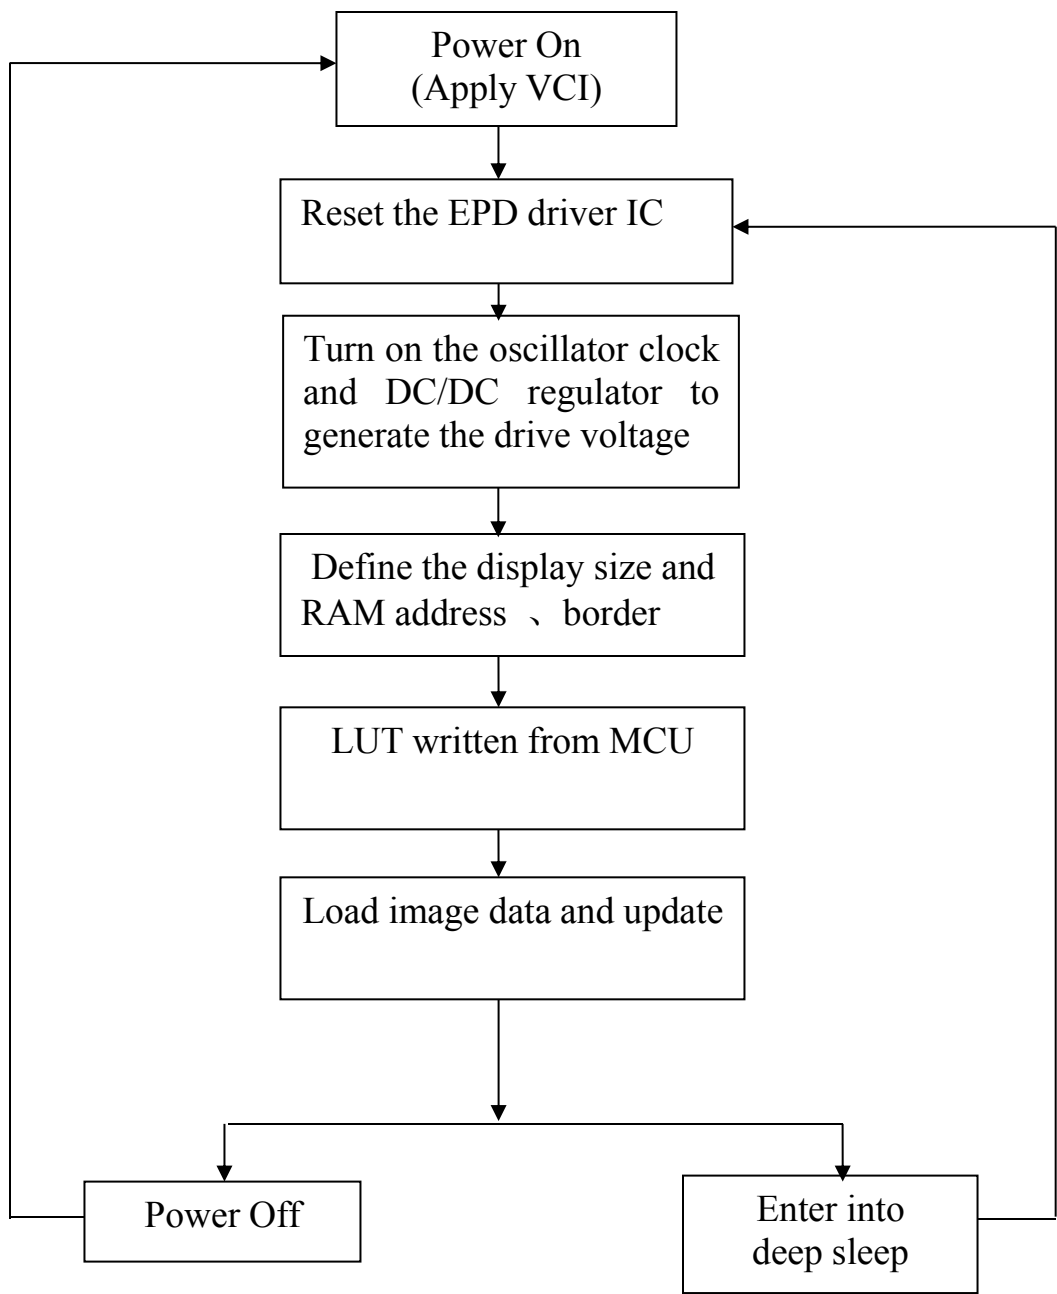 Power On
(Apply VCI)
Reset the EPD driver IC
Turn on the oscillator clock
and DC/DC regulator to
generate the drive voltage
Define the display size and
RAM address 、border
LUT written from MCU
Load image data and update
Power Off
Enter into
deep sleep